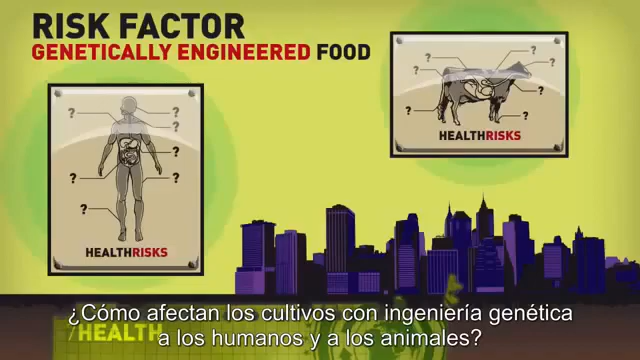 RISK FACTOR
GENETICALLY ENGINEERED FOOD
?
?
?
?
?
?
?
HEALTHRISKS
?
?
?
?
?
?
HEALTHRISKS
¿Cómo afectan los cultivos con ingeniería genética
a los humanos y a los animales?
/HEALTH